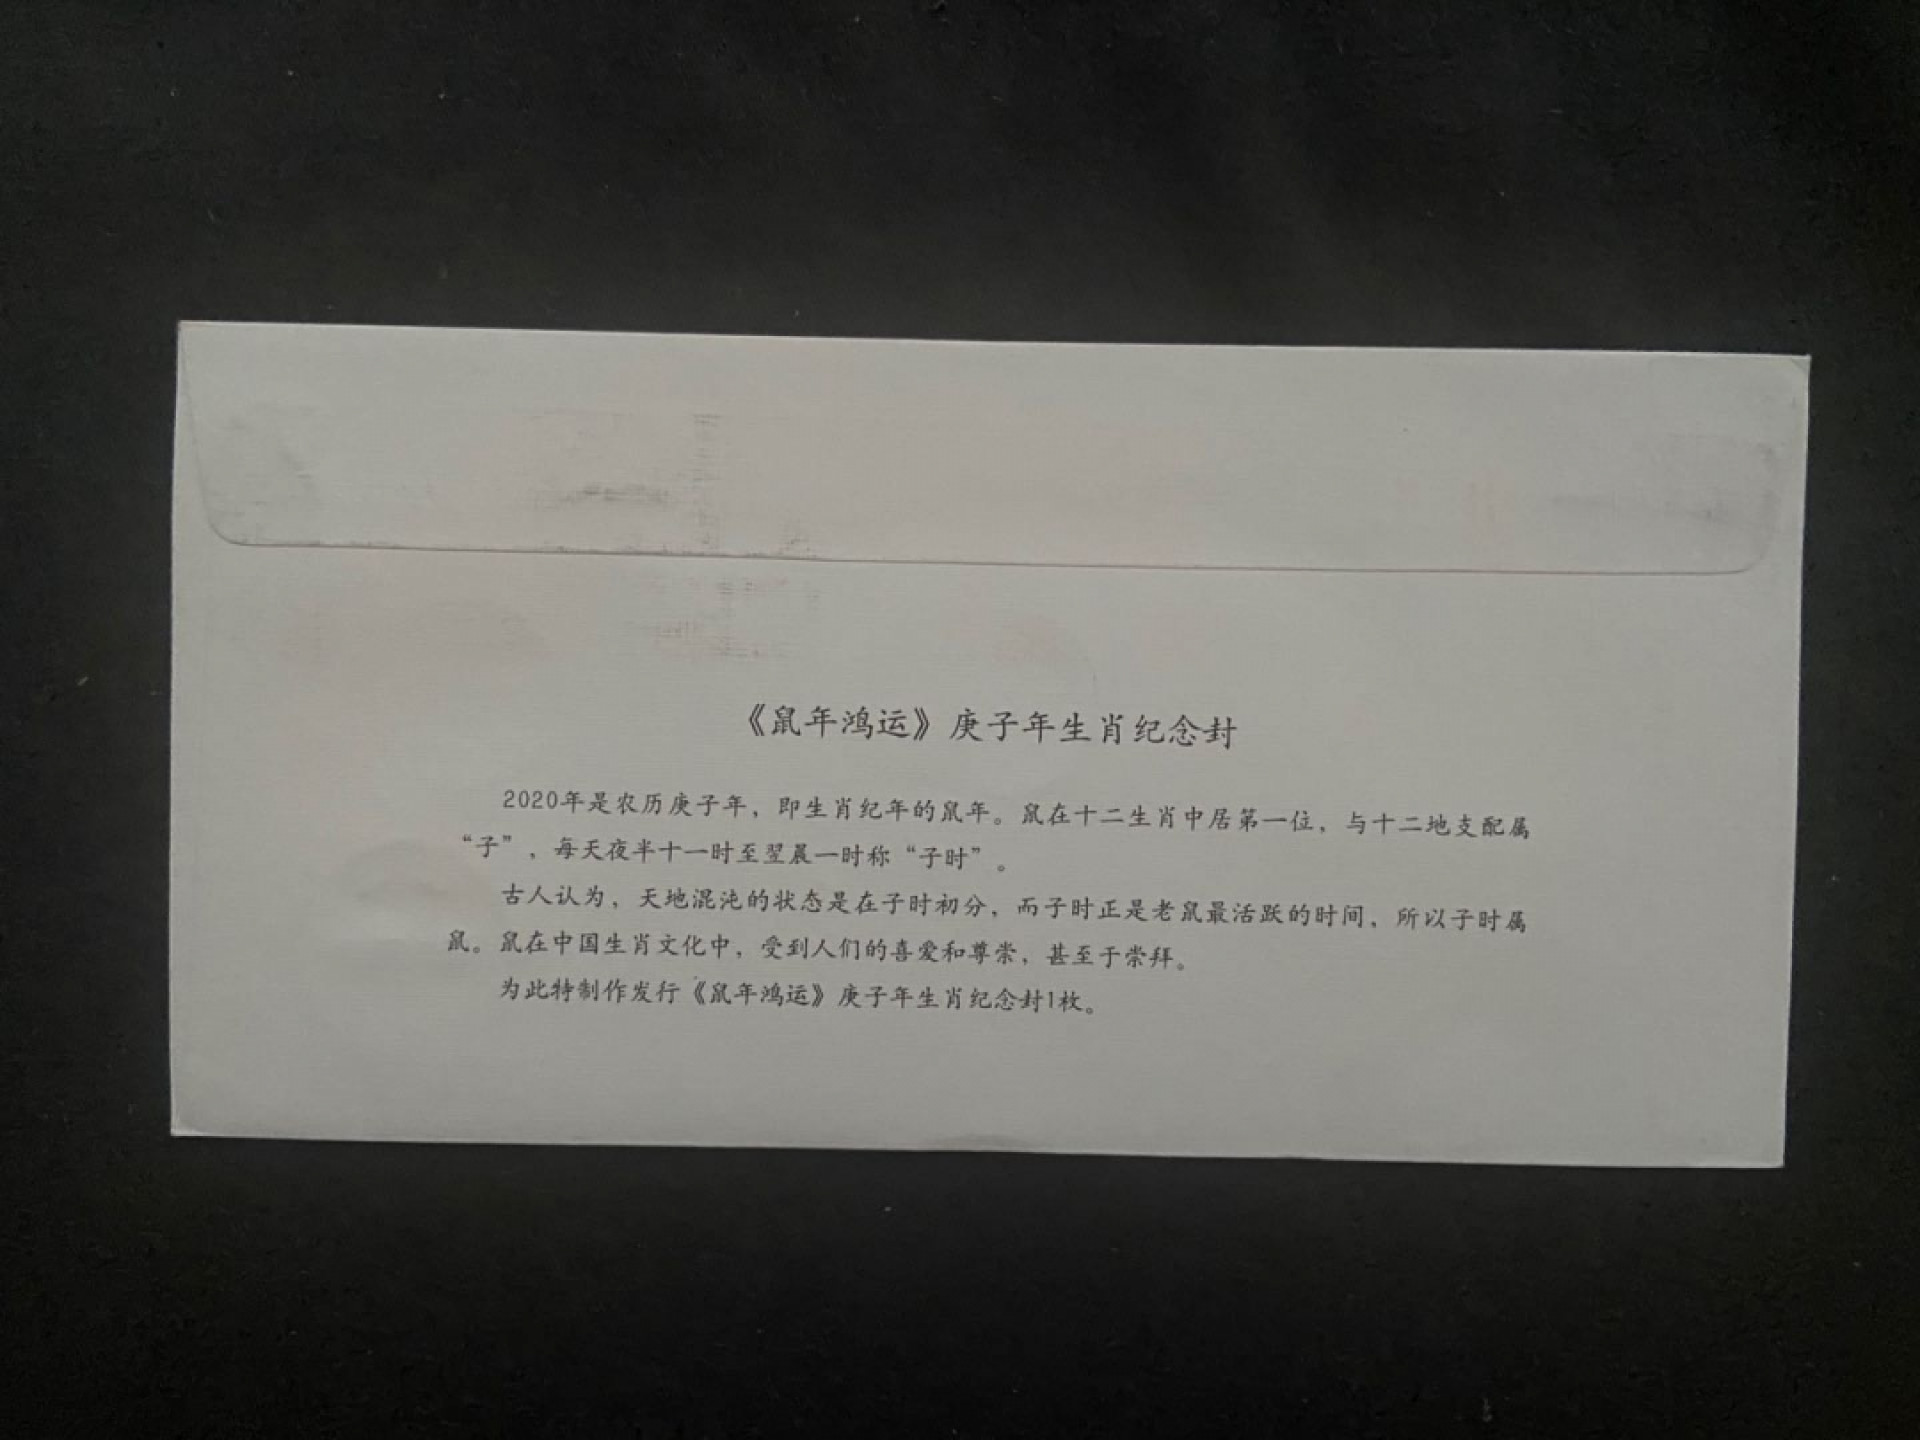 《鼠年鸿运》庚子年生肖纪念封
2020年是农历庚子年，即生肖纪年的鼠年。鼠在十二生肖中居第一位，与十二地支配属
“子”，每天夜半十一时至翌晨一时称“子时”。
古人认为，天地混沌的状态是在子时初分，而子时正是老鼠最活跃的时间，所以子时属
鼠。鼠在中国生肖文化中，受到人们的喜爱和尊崇，甚至于崇拜。
为此特制作发行《鼠年鸿运》庚子年生肖纪念封1枚。